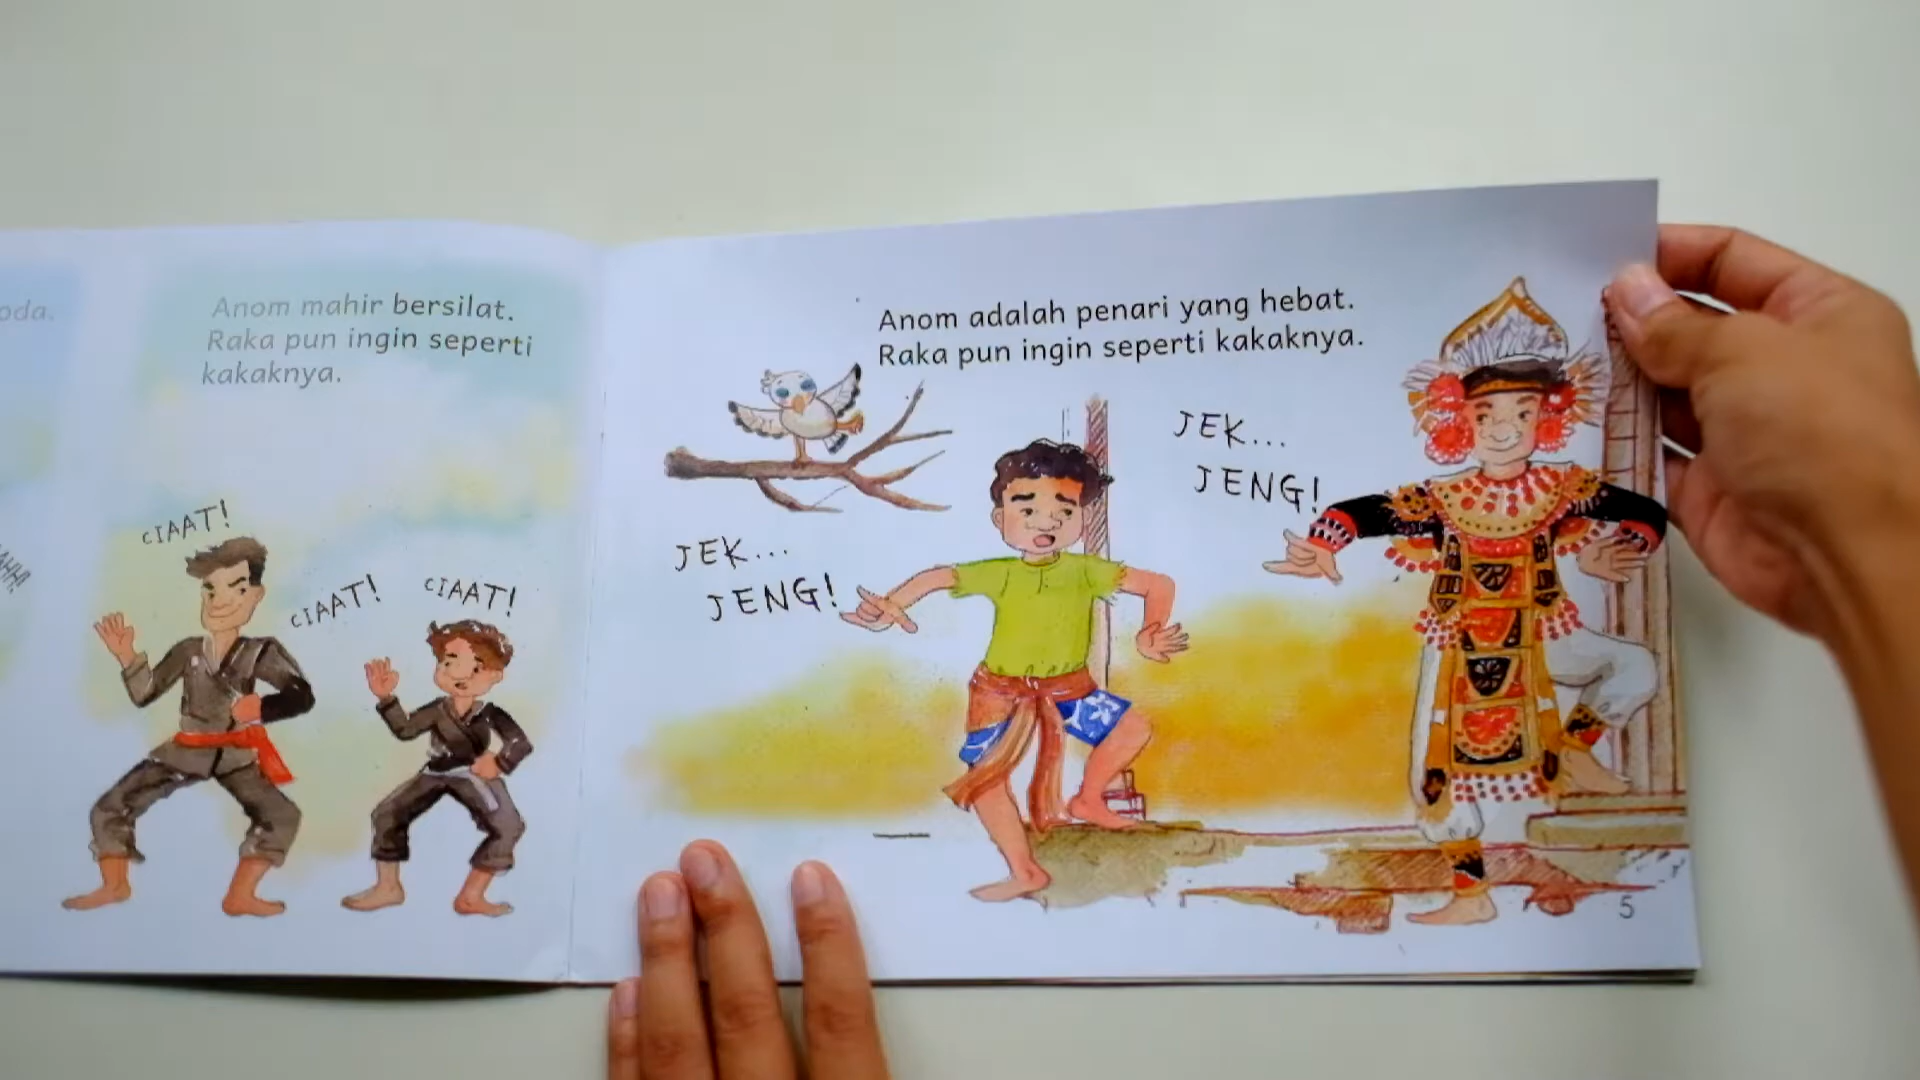 oda.
Anom mahir bersilat.
Raka pun ingin seperti
kakaknya.
CIAAT!
CIAAT!
CIAAT!
Anom adalah penari yang hebat.
Raka pun ingin seperti kakaknya.
JEK...
JENG!
JEK...
JENG!
5